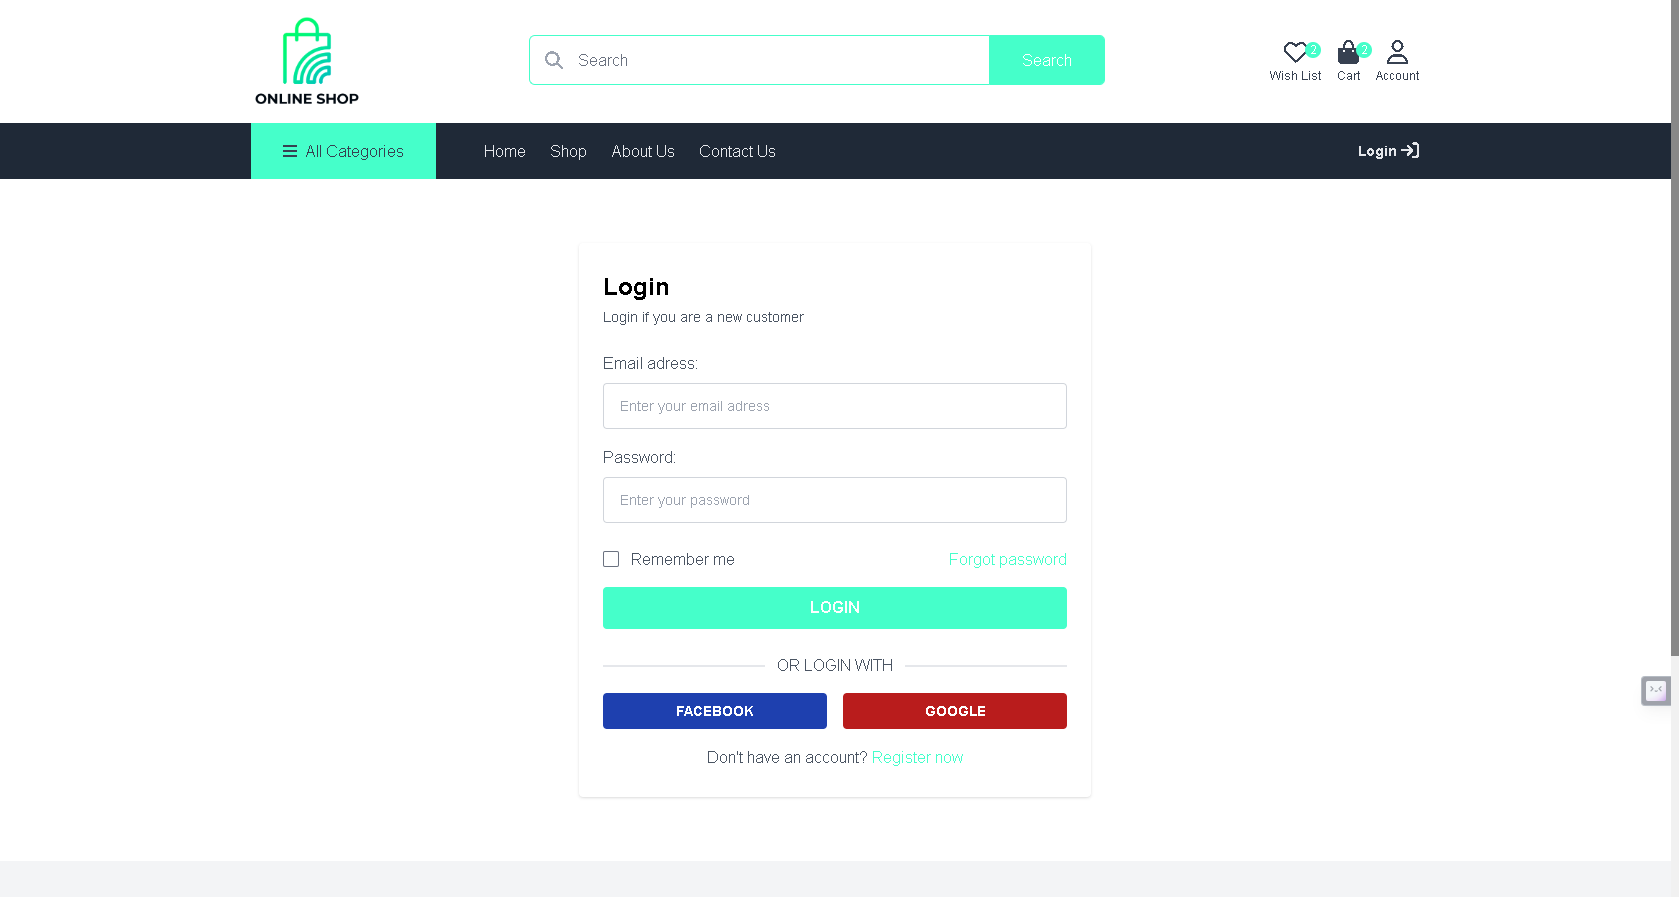 ONLINE SHOP
Search
Search
2
2
Wish List
Cart
Account
All Categories
Home
Shop
About Us
Contact Us
Login
Login
Login if you are a new customer
Email adress:
Enter your email adress
Password:
Enter your password
Remember me
Forgot password
LOGIN
OR LOGIN WITH
FACEBOOK
GOOGLE
Don't have an account? Register now